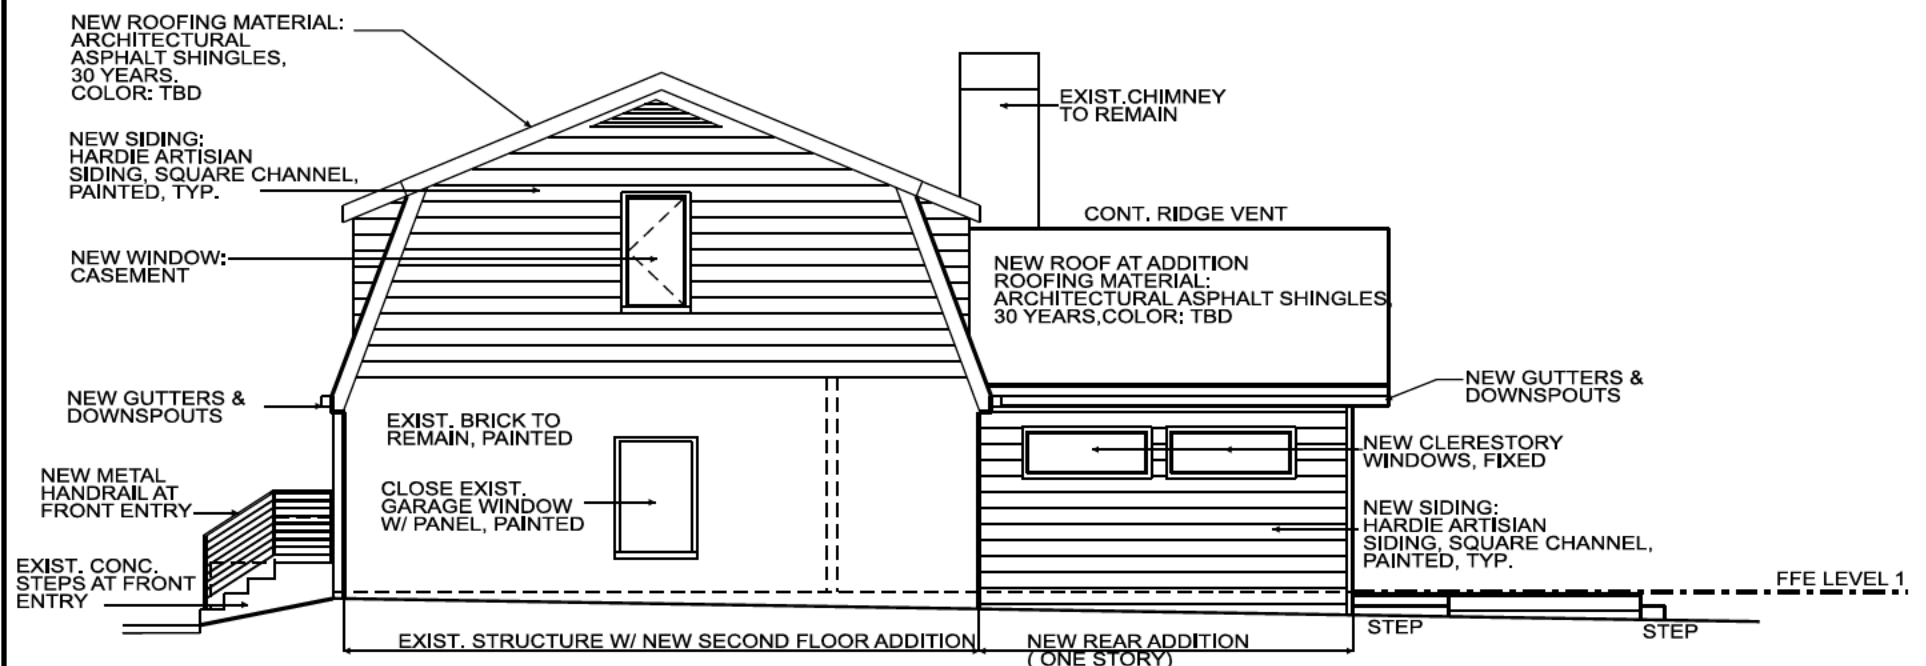 NEW ROOFING MATERIAL:
ARCHITECTURAL
ASPHALT SHINGLES,
30 YEARS.
COLOR: TBD
NEW SIDING:
HARDIE ARTISIAN
SIDING, SQUARE CHANNEL,
PAINTED, TYP.
NEW WINDOW:
CASEMENT
NEW GUTTERS &
DOWNSPOUTS
NEW METAL
HANDRAIL AT
FRONT ENTRY
EXIST. CONC.
STEPS AT FRONT
ENTRY
EXIST. BRICK TO
REMAIN, PAINTED
CLOSE EXIST.
GARAGE WINDOW
W/ PANEL, PAINTED
EXIST. STRUCTURE W/ NEW SECOND FLOOR ADDITION
EXIST.CHIMNEY
TO REMAIN
CONT. RIDGE VENT
NEW ROOF AT ADDITION
ROOFING MATERIAL:
ARCHITECTURAL ASPHALT SHINGLES,
30 YEARS,COLOR: TBD
NEW GUTTERS &
DOWNSPOUTS
NEW CLERESTORY
WINDOWS, FIXED
NEW SIDING:
HARDIE ARTISIAN
SIDING, SQUARE CHANNEL,
PAINTED, TYP.
FFE LEVEL 1
STEP
STEP
NEW REAR ADDITION
( ONE STORY)